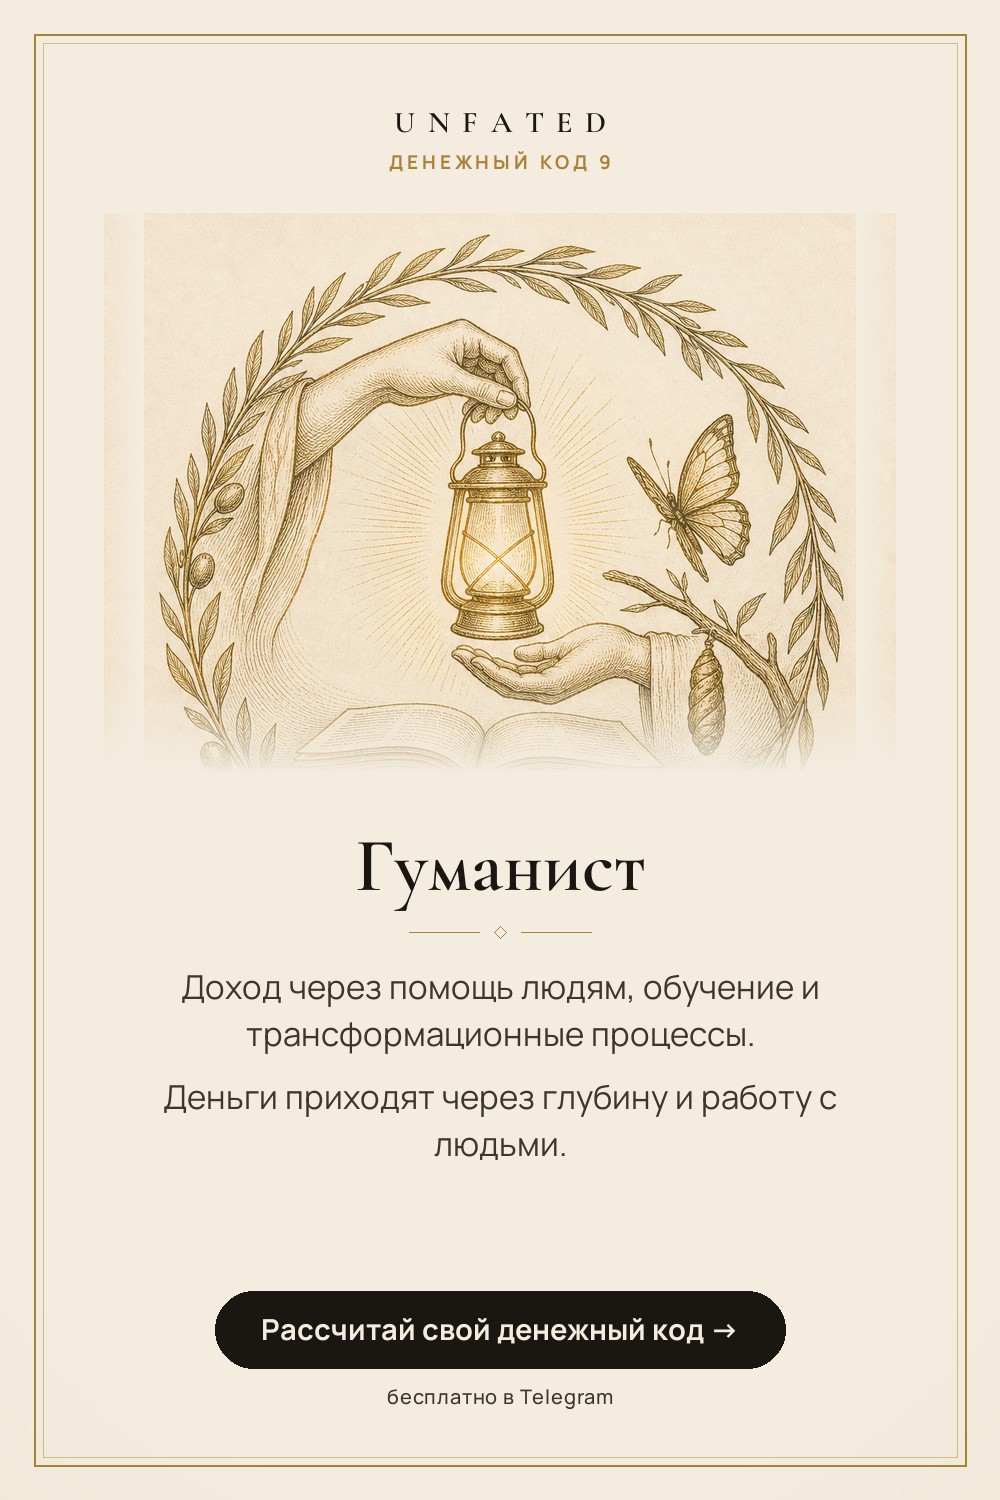 UNFATED
ДЕНЕЖНЫЙ КОД 9
Гуманист
Доход через помощь людям, обучение и
трансформационные процессы.
Деньги приходят через глубину и работу с
людьми.
Рассчитай свой денежный код →
бесплатно в Telegram